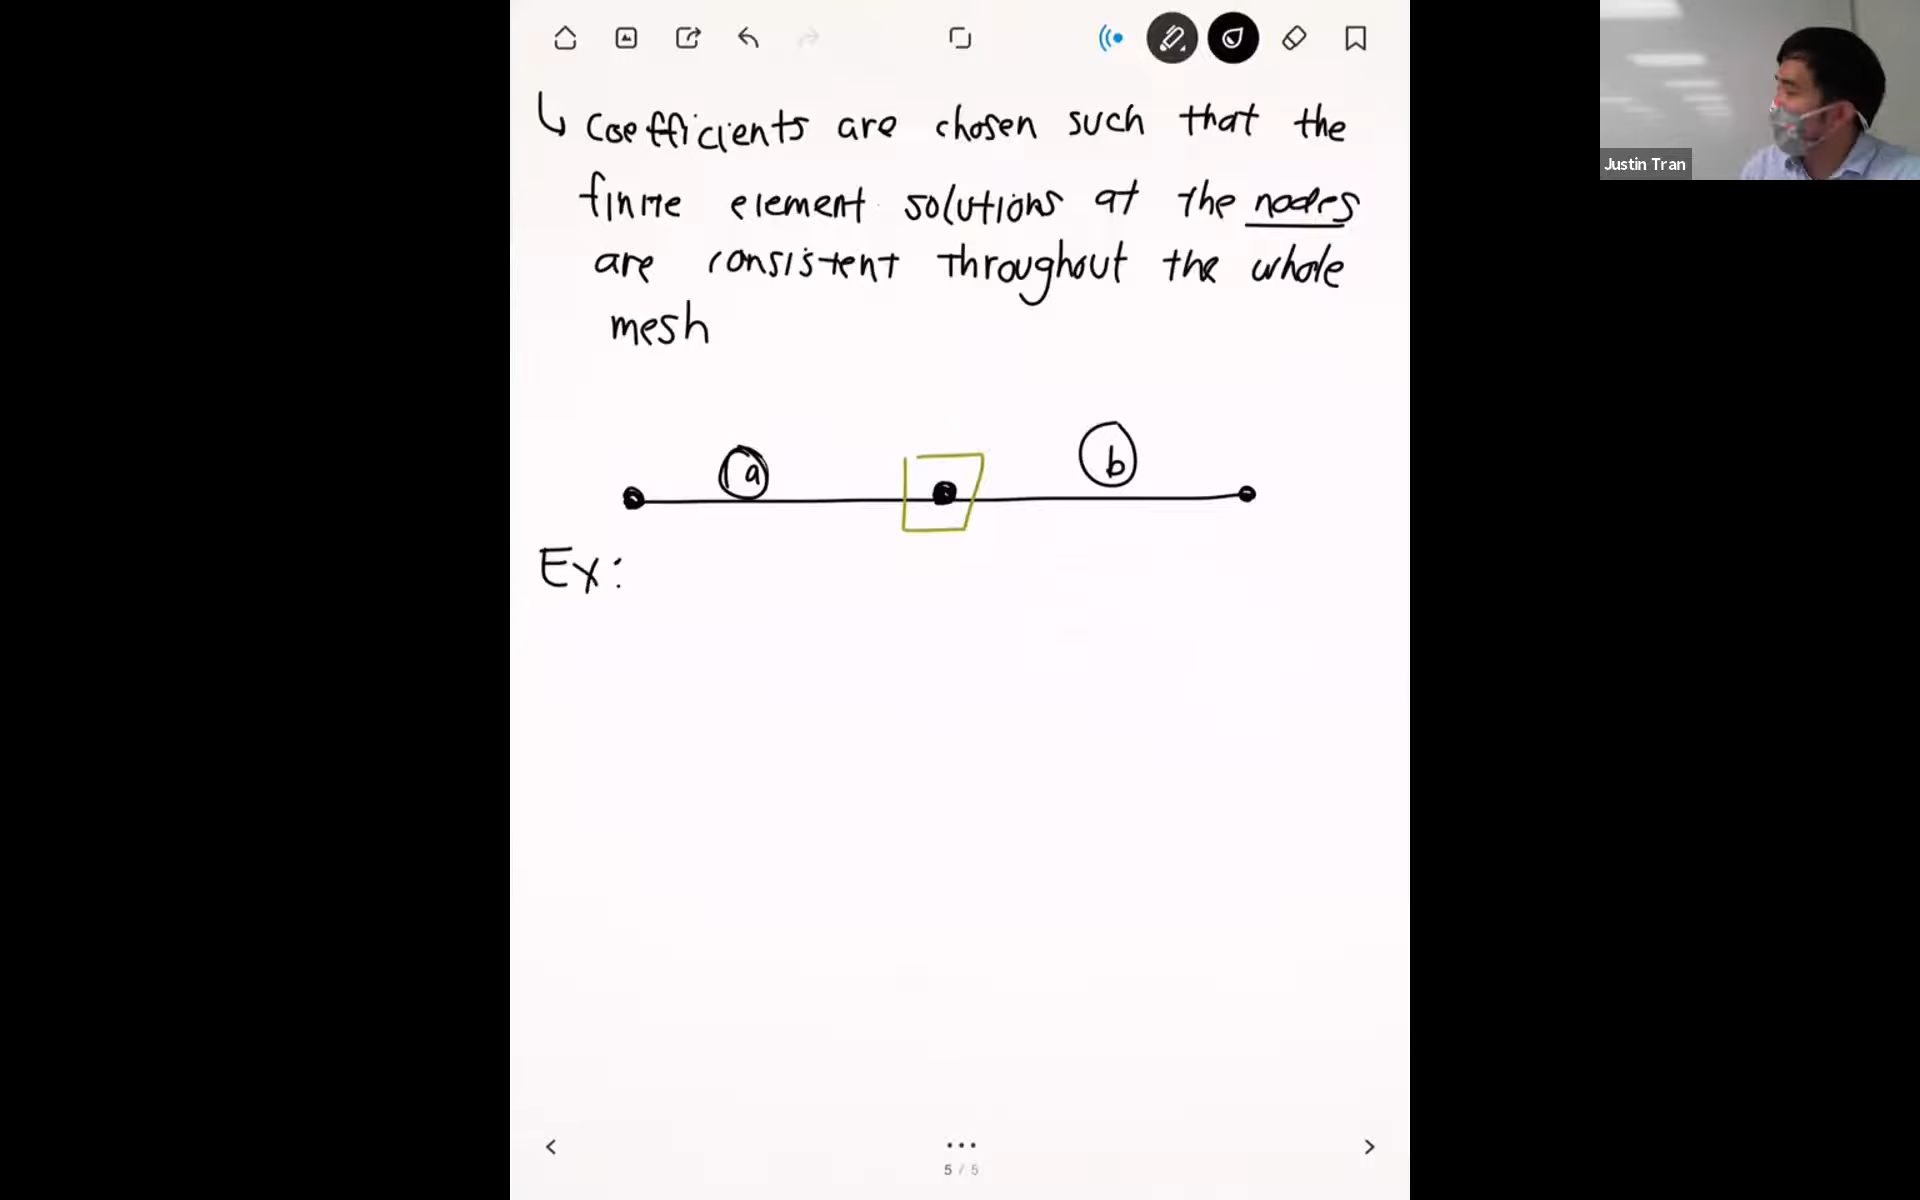 ↳ Coefficients are chosen such that the
finite element solutions at the nodes
are consistent throughout the whole
mesh
a
b
Ex:
5 / 5
Justin Tran